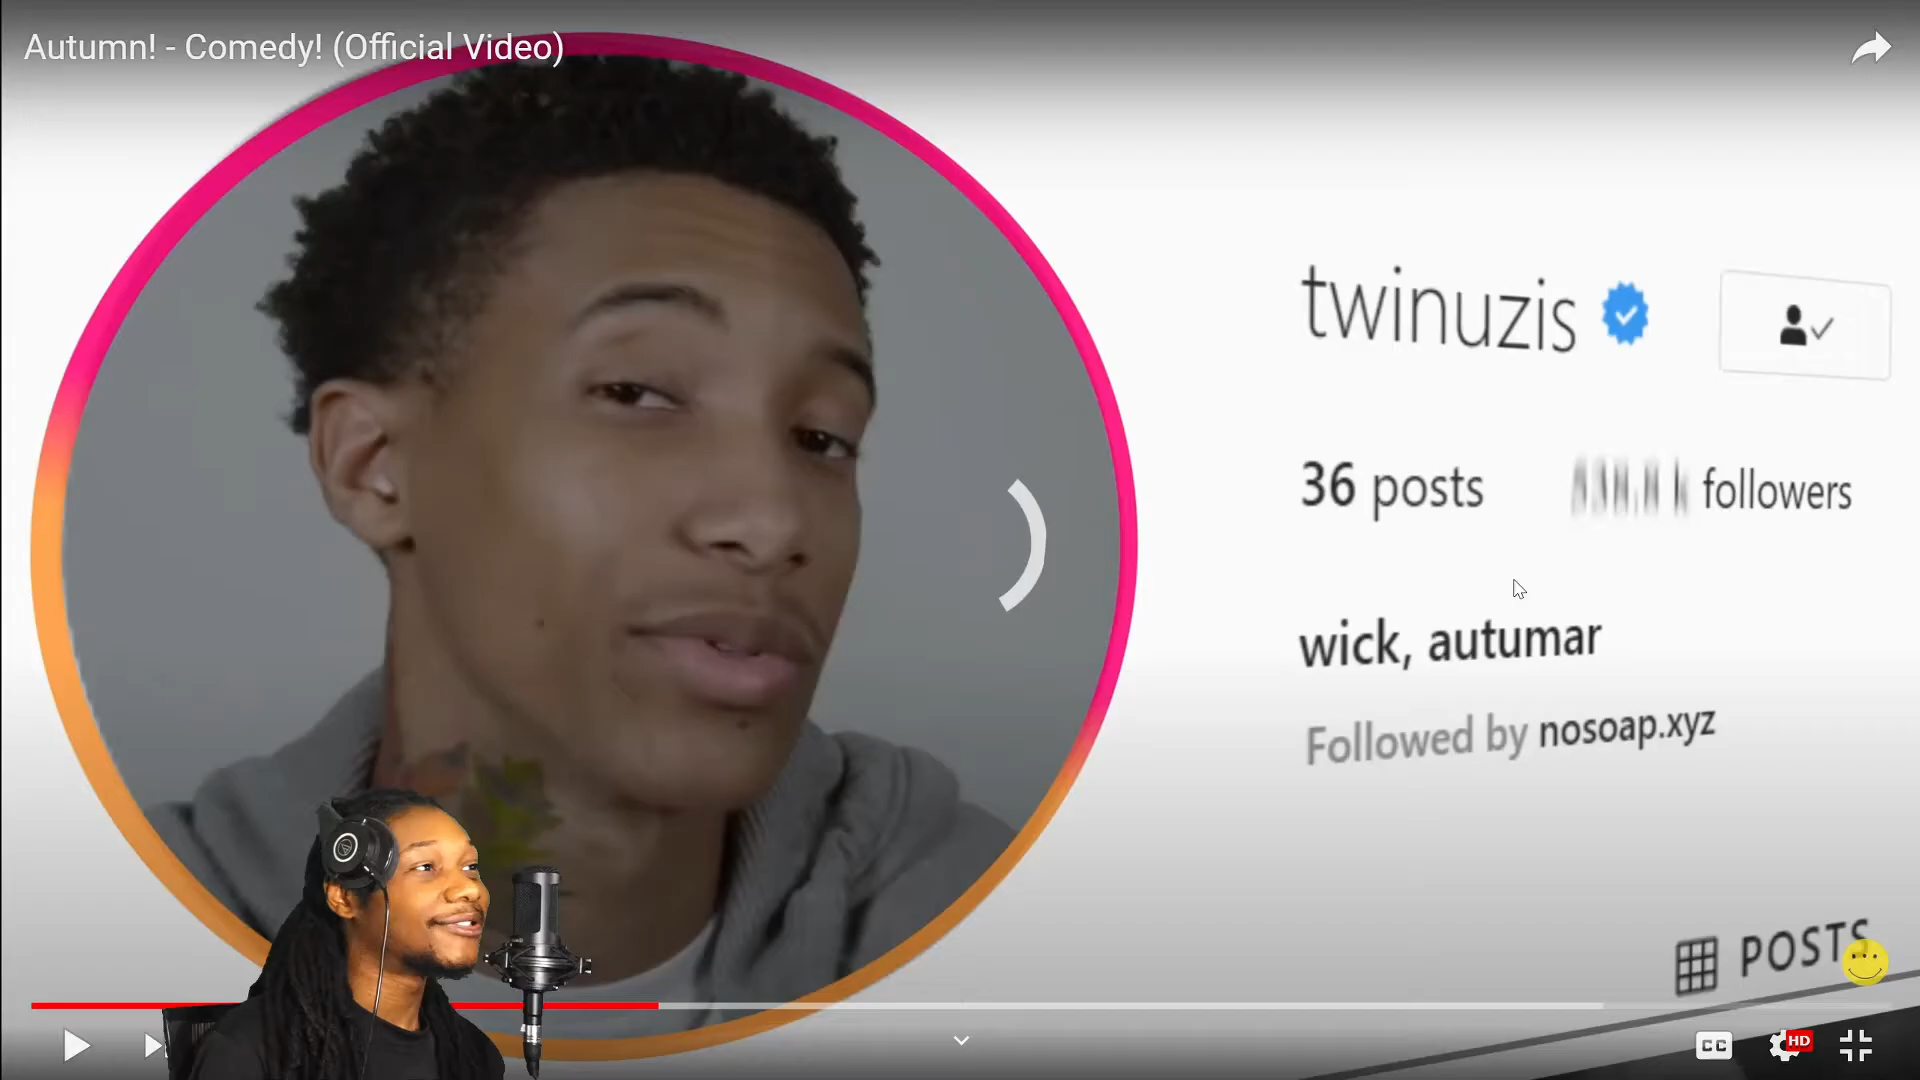 Autumn! - Comedy! (Official Video)
twinuzis
36 posts
followers
wick, autumar
Followed by nosoap.xyz
POSTS
CC
HD